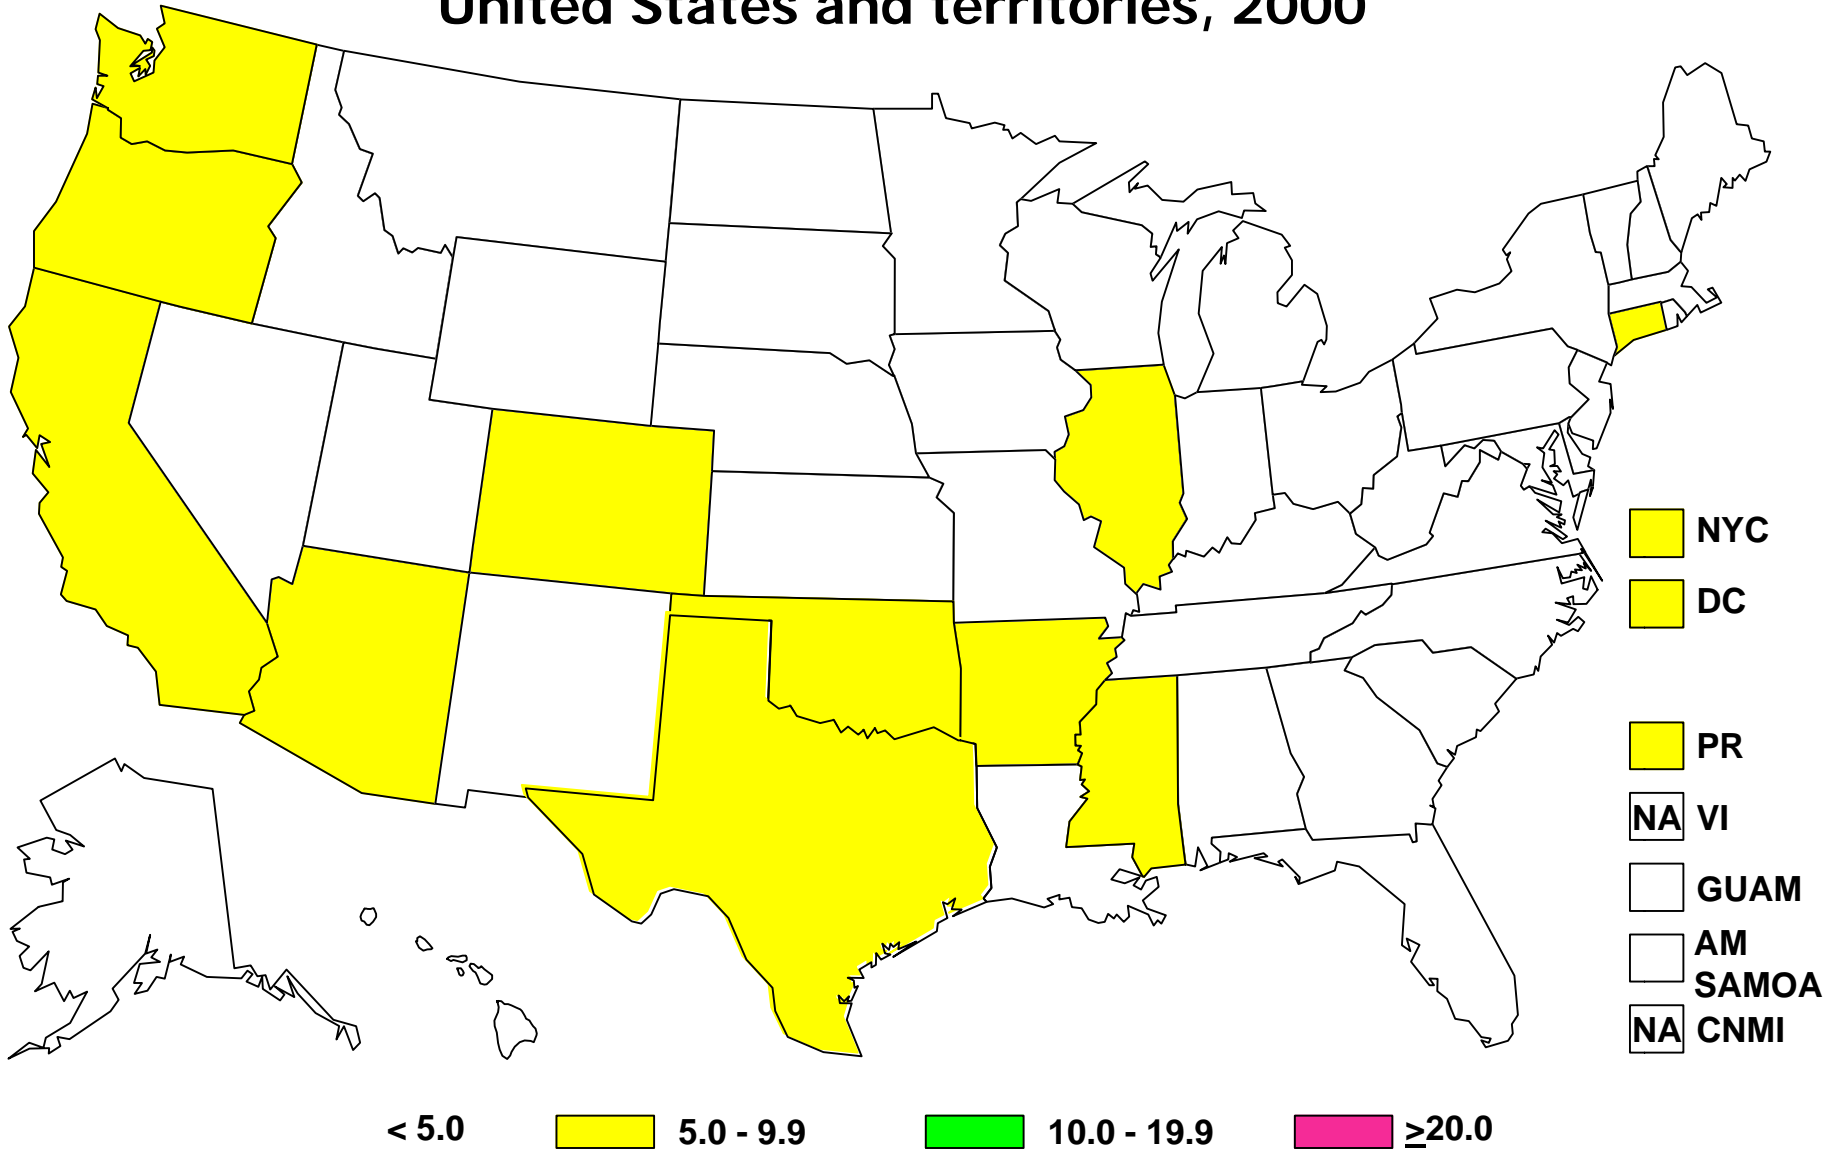 United States and territories, 2000
NYC
DC
PR
NA VI
GUAM
AM
SAMOA
NA CNMI
< 5.0 5.0 - 9.9 10.0 - 19.9 ≥20.0